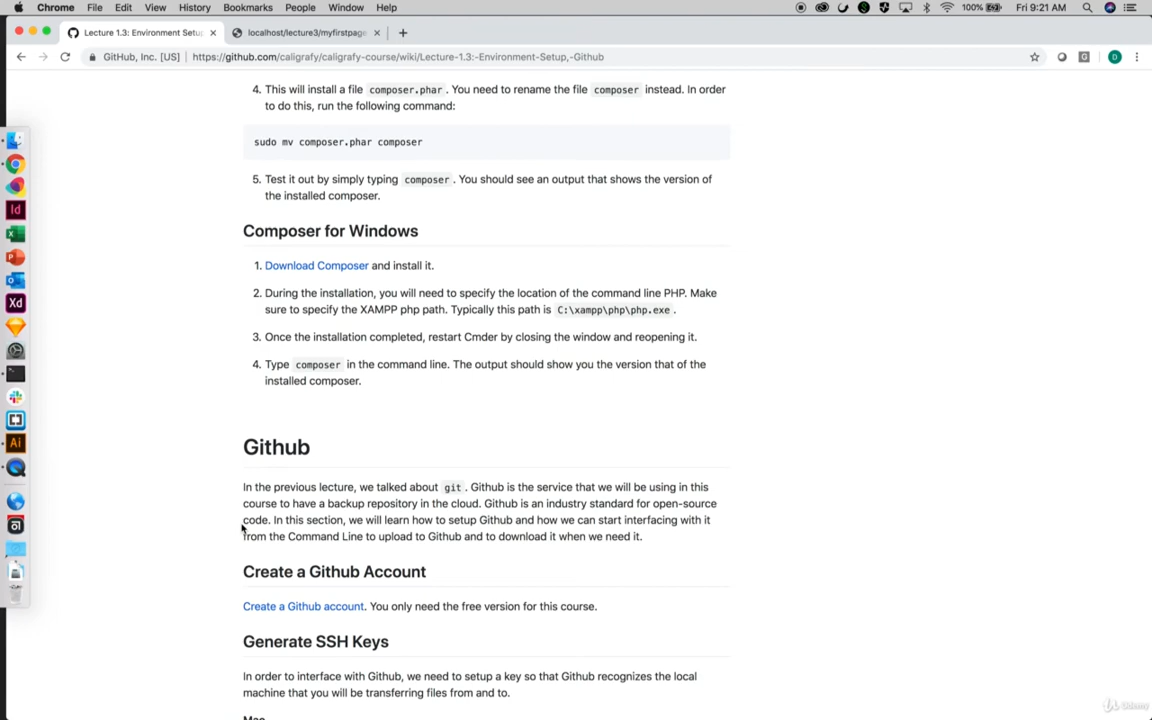 Chrome File Edit View History Bookmarks People Window Help 100% Fri 9:21 AM
Lecture 1.3: Environment Setu localhost/lecture3/myfirstpage
GitHub, Inc. [US] https://github.com/caligrafy/caligrafy-course/wiki/Lecture-1.3:-Environment-Setup,-Github D
4. This will install a file composer.phar . You need to rename the file composer instead. In order
to do this, run the following command:
sudo mv composer.phar composer
5. Test it out by simply typing composer . You should see an output that shows the version of
the installed composer.
Composer for Windows
1. Download Composer and install it.
2. During the installation, you will need to specify the location of the command line PHP. Make
sure to specify the XAMPP php path. Typically this path is C:\xampp\php\php.exe .
3. Once the installation completed, restart Cmder by closing the window and reopening it.
4. Type composer in the command line. The output should show you the version that of the
installed composer.
Github
In the previous lecture, we talked about git . Github is the service that we will be using in this
course to have a backup repository in the cloud. Github is an industry standard for open-source
code. In this section, we will learn how to setup Github and how we can start interfacing with it
from the Command Line to upload to Github and to download it when we need it.
Create a Github Account
Create a Github account. You only need the free version for this course.
Generate SSH Keys
In order to interface with Github, we need to setup a key so that Github recognizes the local
machine that you will be transferring files from and to.
Mac
Id
Xd
Ai
Udemy